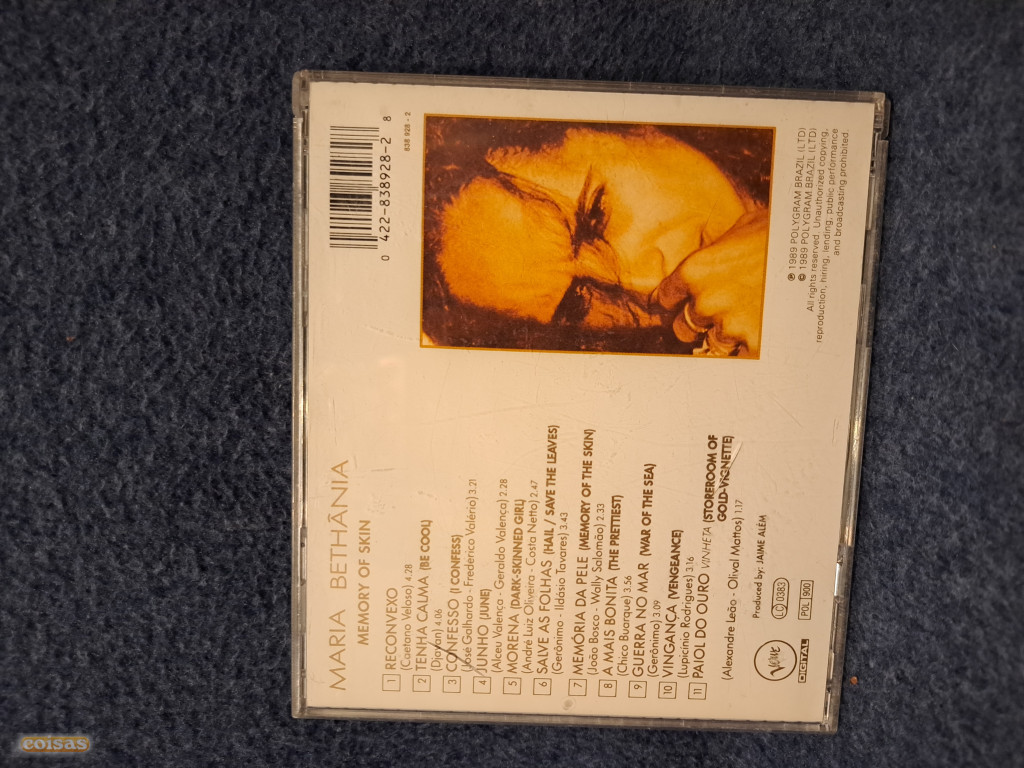 MARIA BETHÂNIA
MEMORY OF SKIN
1 RECONVEXO
(Caetano Veloso) 4.28
2 TENHA CALMA (BE COOL)
(Djavan) 4.06
3 CONFESSO (I CONFESS)
(José Galhardo - Frederico Valério) 3.21
4 JUNHO (JUNE)
(Alceu Valença - Geraldo Valença) 2.28
5 MORENA (DARK-SKINNED GIRL)
(André Luiz Oliveira - Costa Netto) 2.47
6 SALVE AS FOLHAS (HAIL / SAVE THE LEAVES)
(Gerônimo - Ildásio Tavares) 3.43
7 MEMÓRIA DA PELE (MEMORY OF THE SKIN)
(João Bosco - Wally Salomão) 2.33
8 A MAIS BONITA (THE PRETTIEST)
(Chico Buarque) 3.56
9 GUERRA NO MAR (WAR OF THE SEA)
(Gerônimo) 3.09
10 VINGANÇA (VENGEANCE)
(Lupicínio Rodrigues) 3.16
11 PAIOL DO OURO VINHETA (STOREROOM OF
GOLD-VIGNETTE)
(Alexandre Leão - Olival Mattos) 1.17
Produced by: JAIME ALÉM
Verve
LC 0383
DIGITAL
PDL 900
0 422-838928-2 8
838 928 - 2
℗ 1989 POLYGRAM BRAZIL (LTD)
© 1989 POLYGRAM BRAZIL (LTD)
All rights reserved. Unauthorized copying,
reproduction, hiring, lending, public performance
and broadcasting prohibited.
coisas